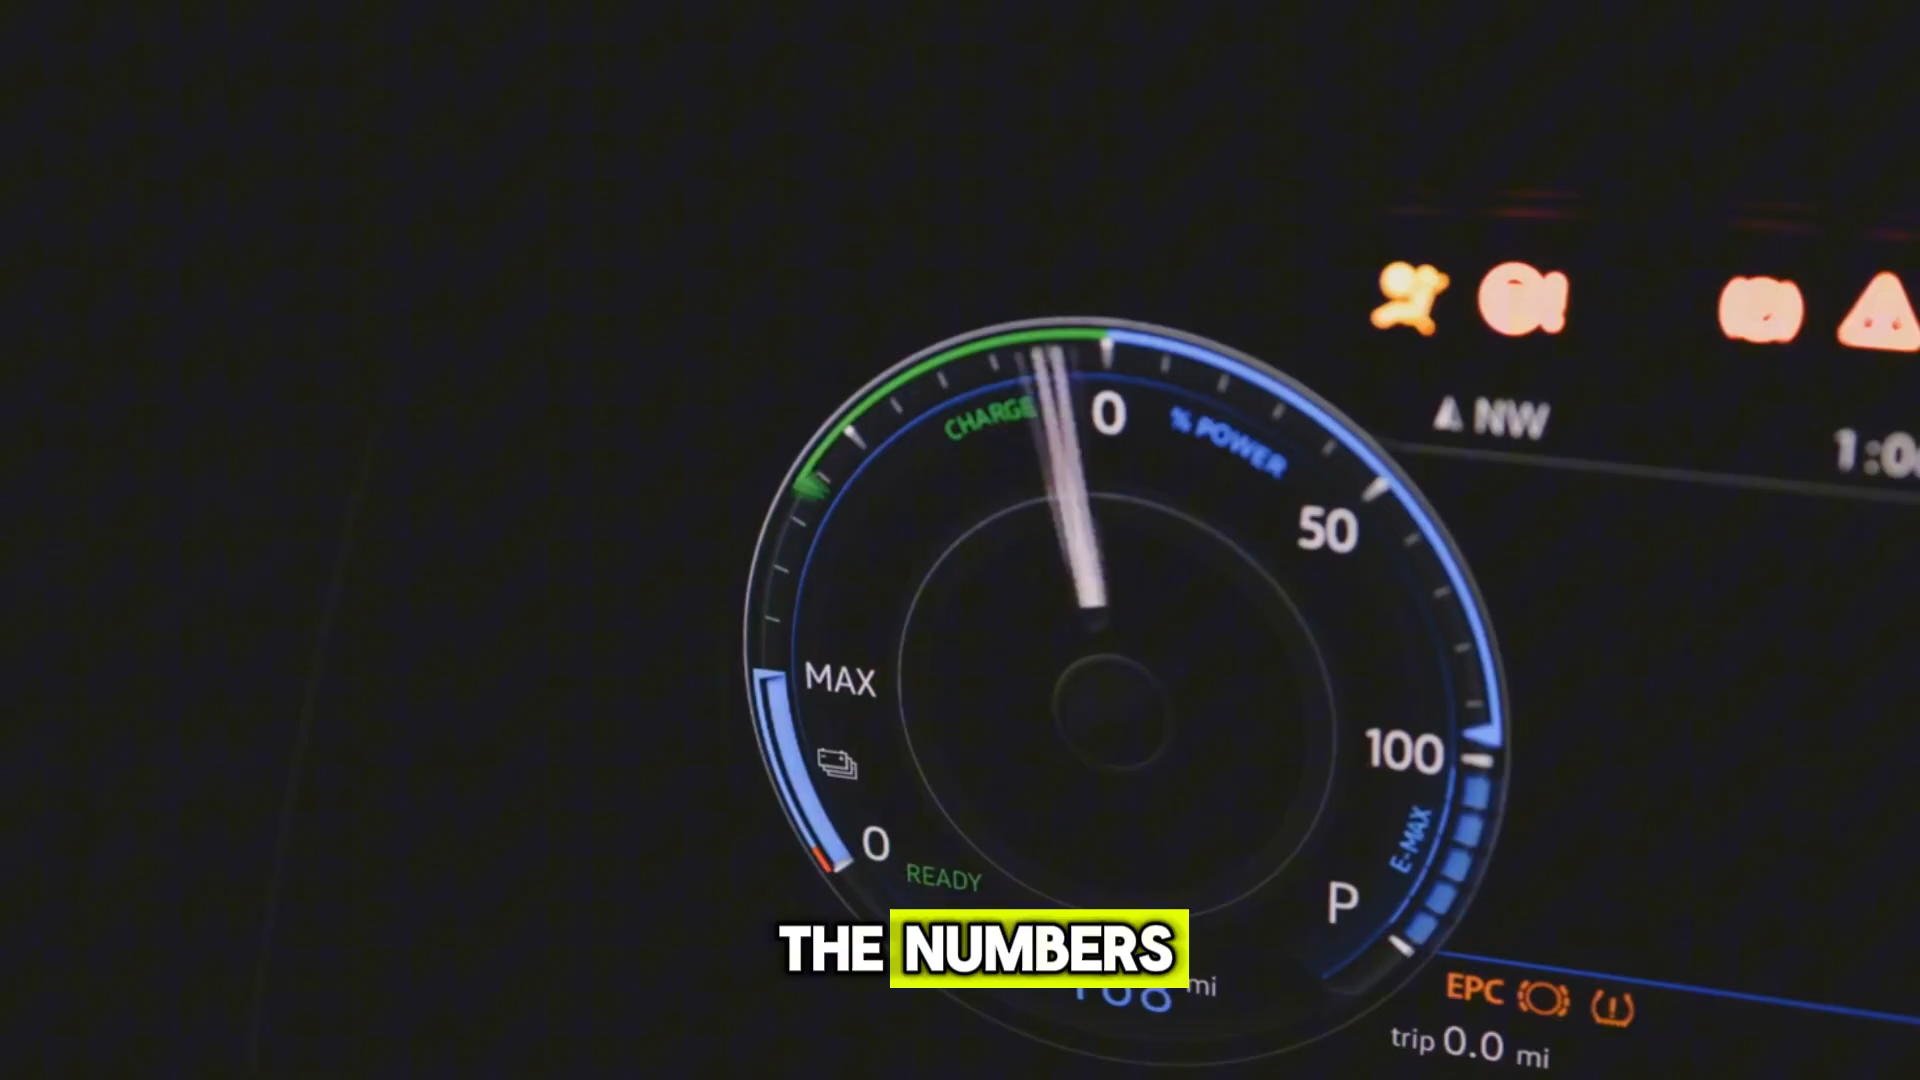 NW
CHARGE
0
% POWER
50
MAX
100
E-MAX
0
READY
P
THE NUMBERS
mi
EPC
trip 0.0 mi